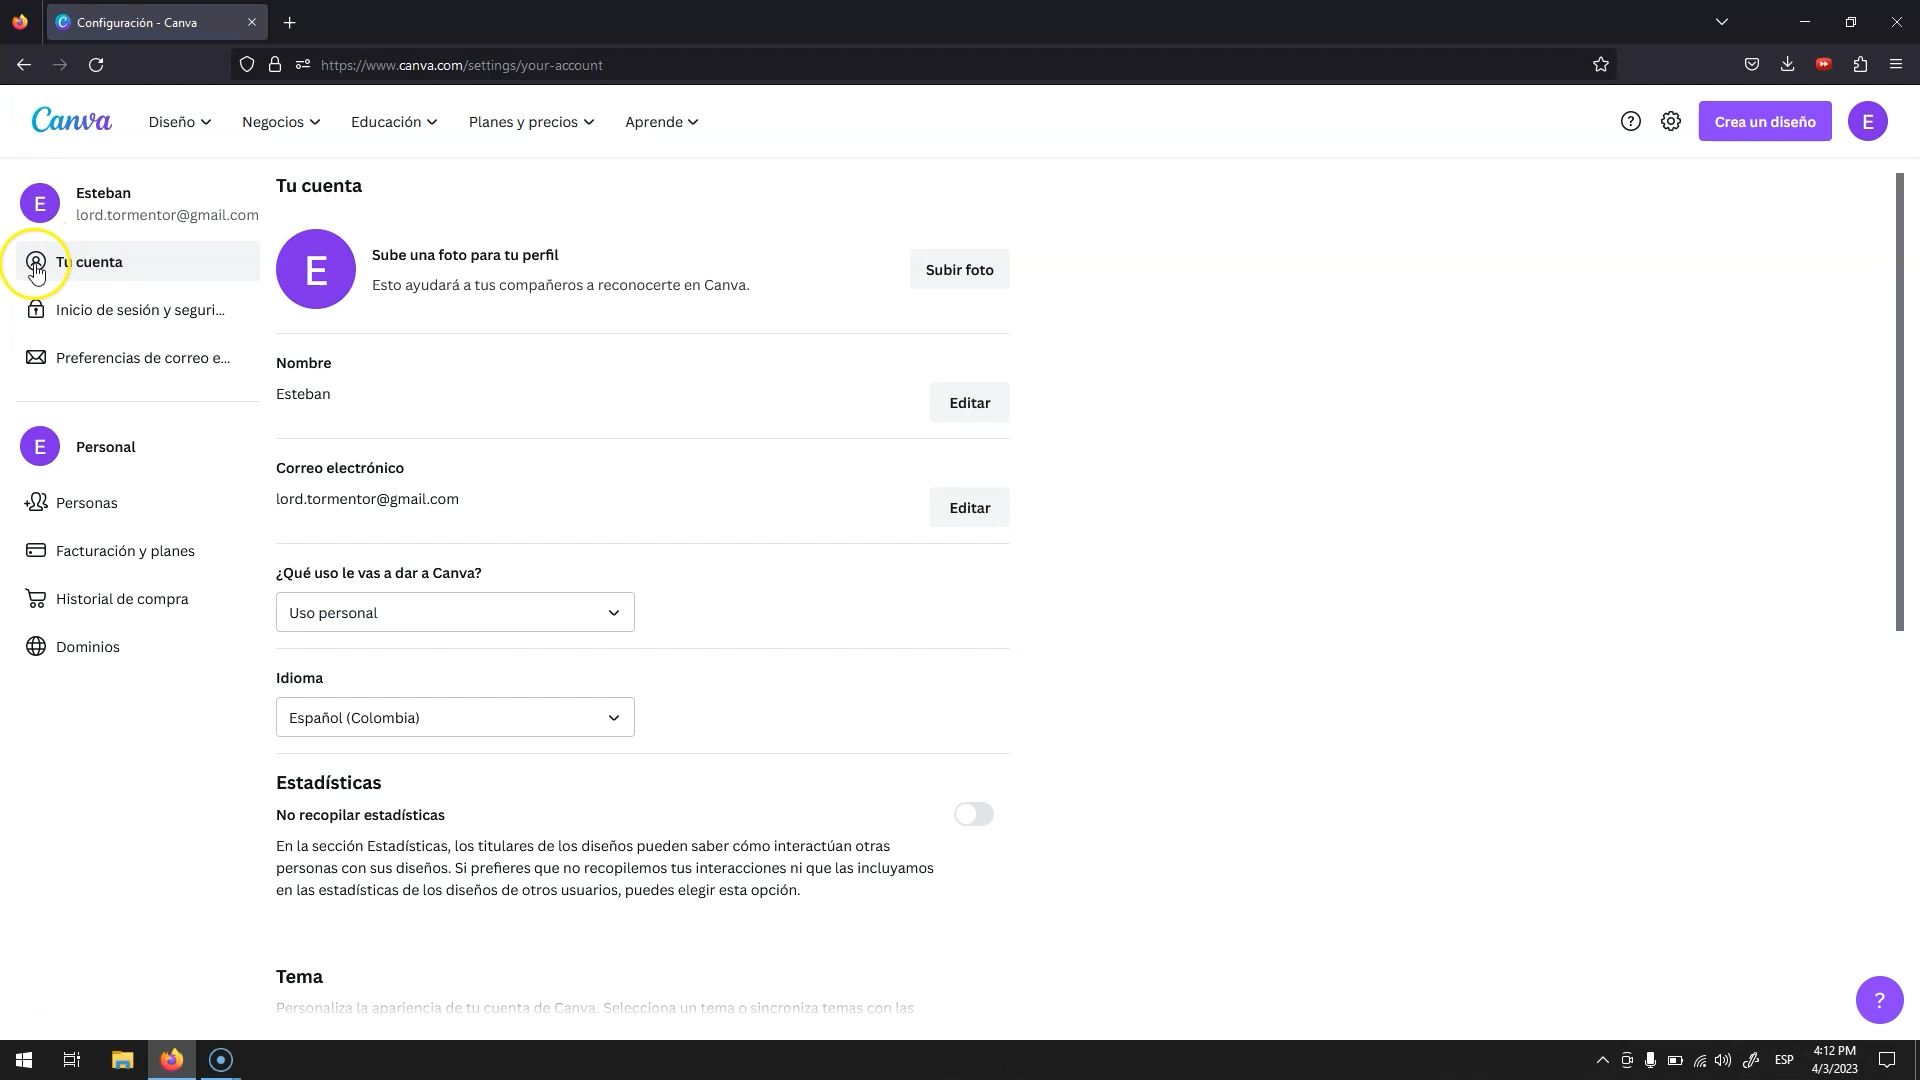 Configuración - Canva
https://www.canva.com/settings/your-account
Canva
Diseño
Negocios
Educación
Planes y precios
Aprende
Crea un diseño
E
E
Esteban
lord.tormentor@gmail.com
Tu cuenta
Inicio de sesión y seguri...
Preferencias de correo e...
E
Personal
Personas
Facturación y planes
Historial de compra
Dominios
Tu cuenta
E
Sube una foto para tu perfil
Esto ayudará a tus compañeros a reconocerte en Canva.
Subir foto
Nombre
Esteban
Editar
Correo electrónico
lord.tormentor@gmail.com
Editar
¿Qué uso le vas a dar a Canva?
Uso personal
Idioma
Español (Colombia)
Estadísticas
No recopilar estadísticas
En la sección Estadísticas, los titulares de los diseños pueden saber cómo interactúan otras
personas con sus diseños. Si prefieres que no recopilemos tus interacciones ni que las incluyamos
en las estadísticas de los diseños de otros usuarios, puedes elegir esta opción.
Tema
Personaliza la apariencia de tu cuenta de Canva. Selecciona un tema o sincroniza temas con las
?
ESP
4:12 PM
4/3/2023